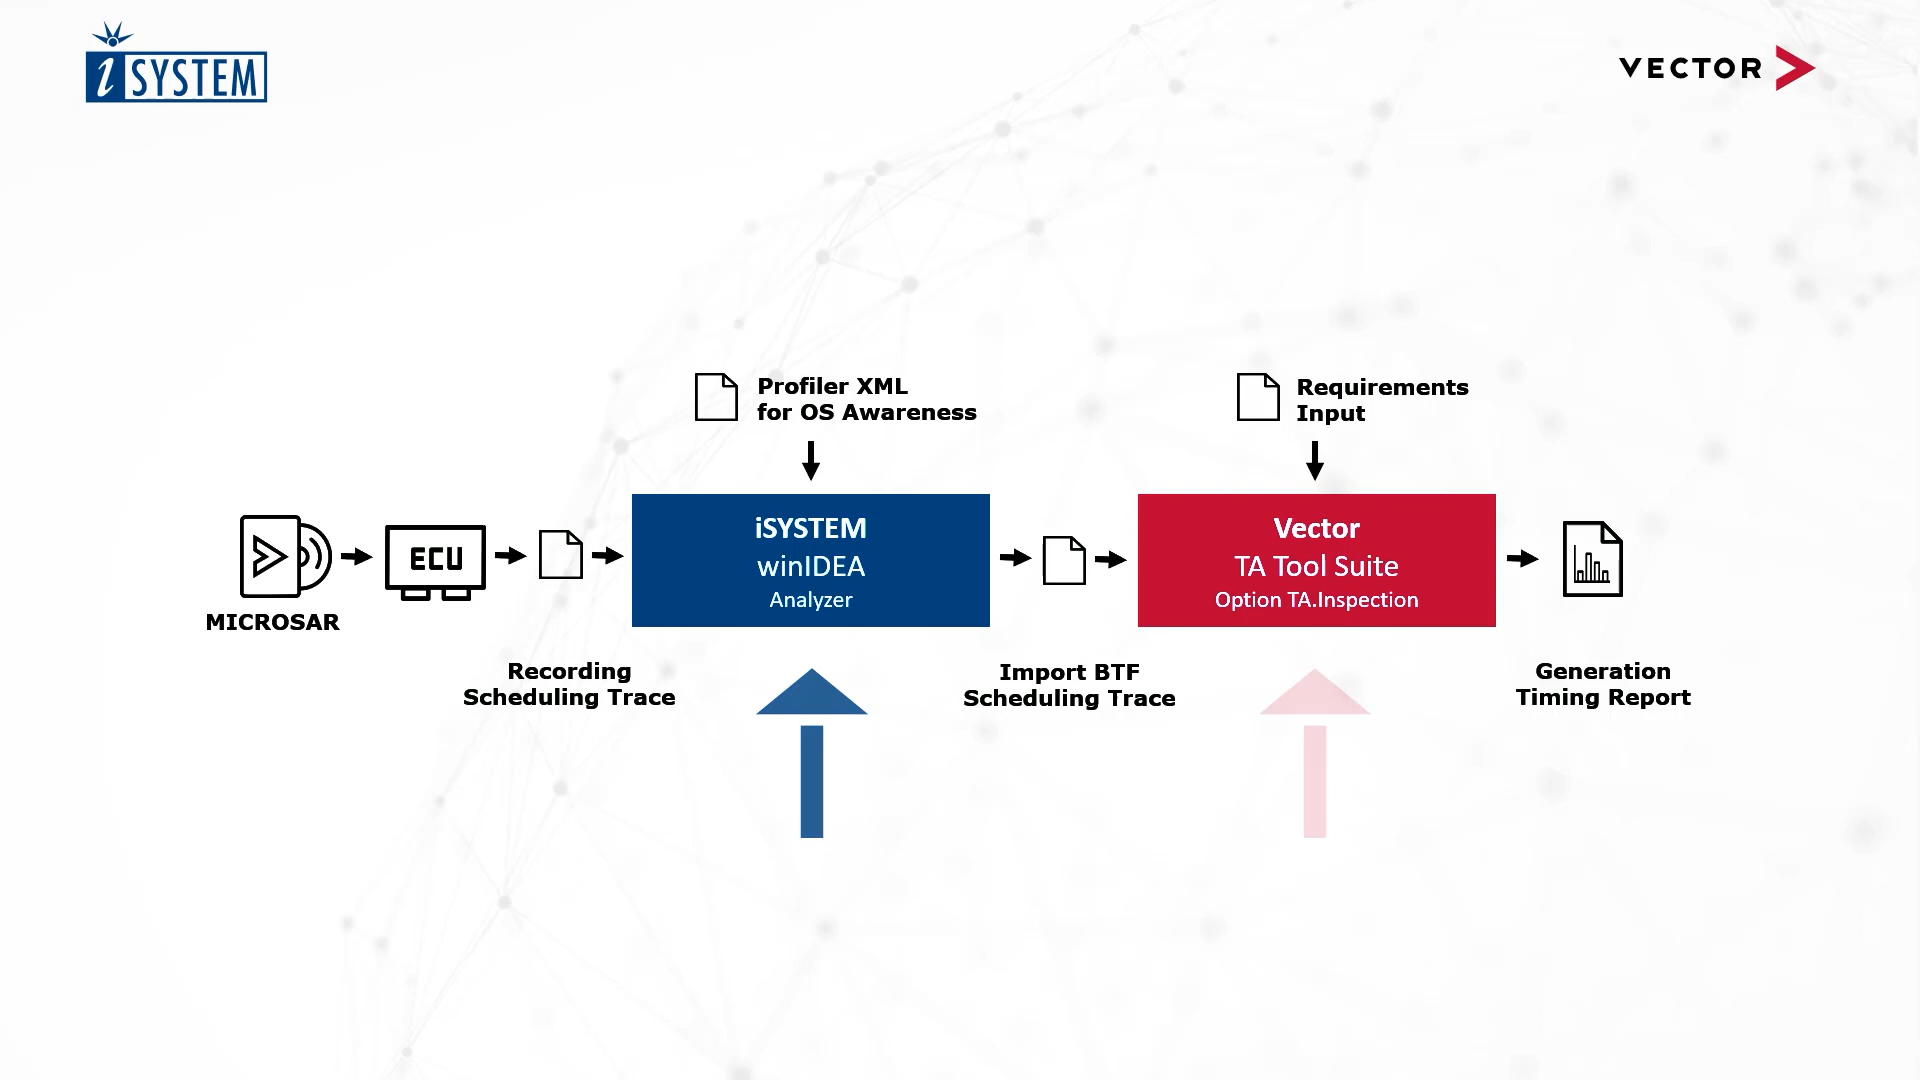 iSYSTEM
VECTOR
Profiler XML
for OS Awareness
Requirements
Input
MICROSAR
ECU
iSYSTEM
winIDEA
Analyzer
Vector
TA Tool Suite
Option TA.Inspection
Recording
Scheduling Trace
Import BTF
Scheduling Trace
Generation
Timing Report